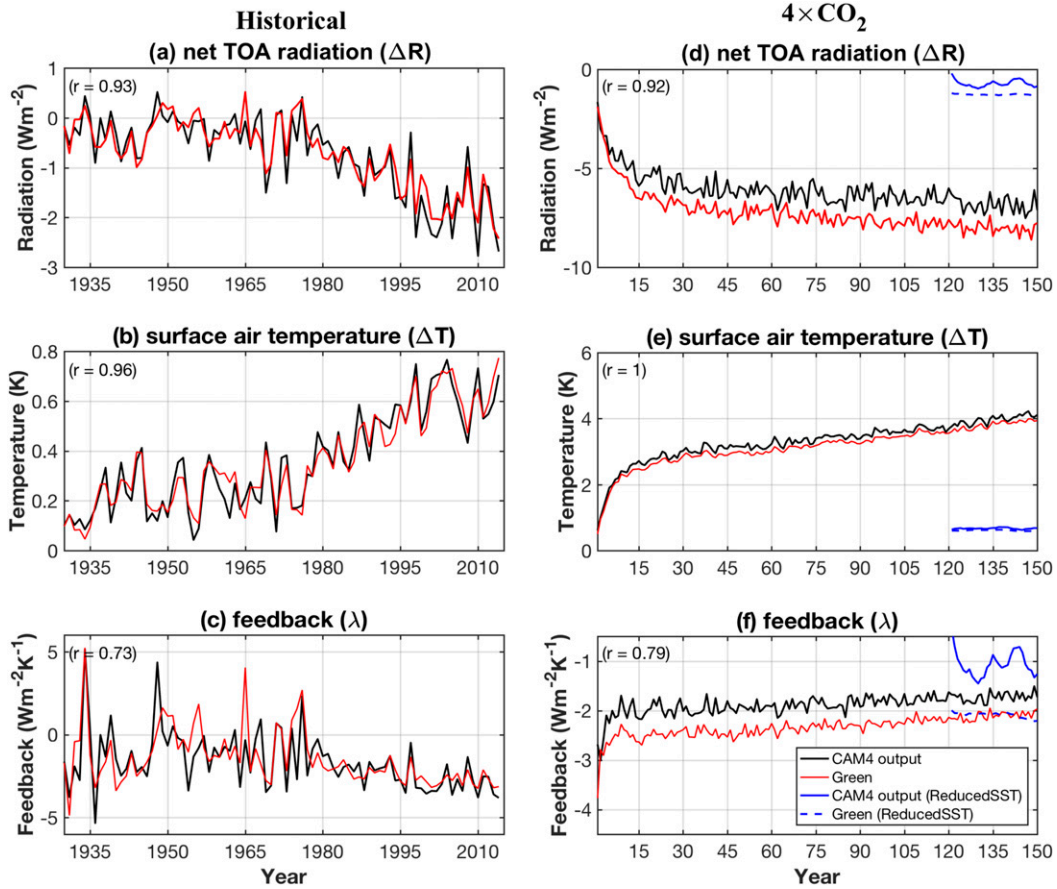 Historical
4×CO₂
(a) net TOA radiation (ΔR)
(r = 0.93)
Radiation (Wm⁻²)
1
0
-1
-2
-3
1935 1950 1965 1980 1995 2010
(d) net TOA radiation (ΔR)
(r = 0.92)
Radiation (Wm⁻²)
0
-5
-10
15 30 45 60 75 90 105 120 135 150
(b) surface air temperature (ΔT)
(r = 0.96)
Temperature (K)
0.8
0.6
0.4
0.2
0
1935 1950 1965 1980 1995 2010
(e) surface air temperature (ΔT)
(r = 1)
Temperature (K)
6
4
2
0
15 30 45 60 75 90 105 120 135 150
(c) feedback (λ)
(r = 0.73)
Feedback (Wm⁻²K⁻¹)
5
0
-5
1935 1950 1965 1980 1995 2010
Year
(f) feedback (λ)
(r = 0.79)
Feedback (Wm⁻²K⁻¹)
-1
-2
-3
-4
CAM4 output
Green
CAM4 output (ReducedSST)
Green (ReducedSST)
15 30 45 60 75 90 105 120 135 150
Year